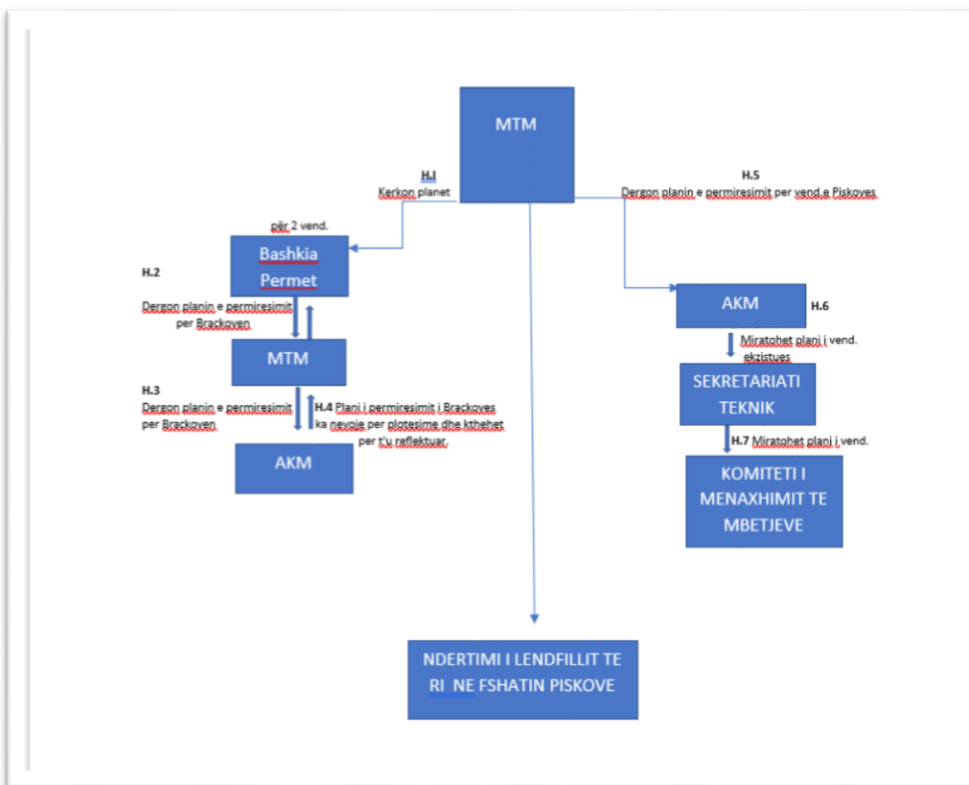 MTM
H.I
Kerkon planet
H.5
Dergon planin e permiresimit per vend.e Piskoves
për 2 vend.
Bashkia
Permet
H.2
Dergon planin e permiresimit
per Brackoven
MTM
H.3
Dergon planin e permiresimit
per Brackoven
H.4 Plani i permiresimit i Brackoves
ka nevoje per plotesime dhe kthehet
per t'u reflektuar.
AKM
AKM
H.6
Miratohet plani i vend.
ekzistues
SEKRETARIATI
TEKNIK
H.7 Miratohet plani i vend.
KOMITETI I
MENAXHIMIT TE
MBETJEVE
NDERTIMI I LENDFILLIT TE
RI NE FSHATIN PISKOVE